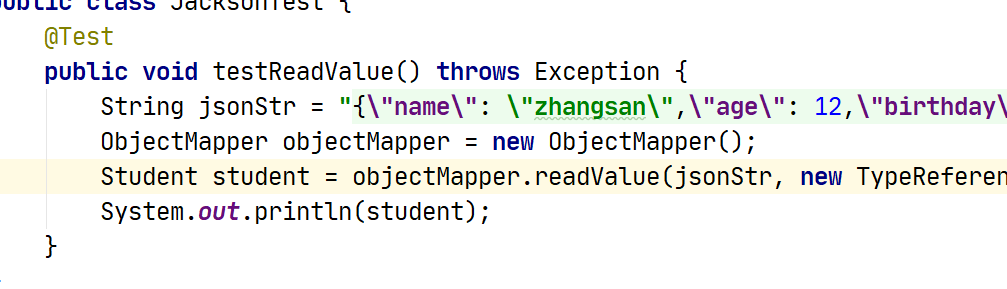 public class JacksonTest {
@Test
public void testReadValue() throws Exception {
String jsonStr = "{\"name\": \"zhangsan\",\"age\": 12,\"birthday\
ObjectMapper objectMapper = new ObjectMapper();
Student student = objectMapper.readValue(jsonStr, new TypeReferen
System.out.println(student);
}